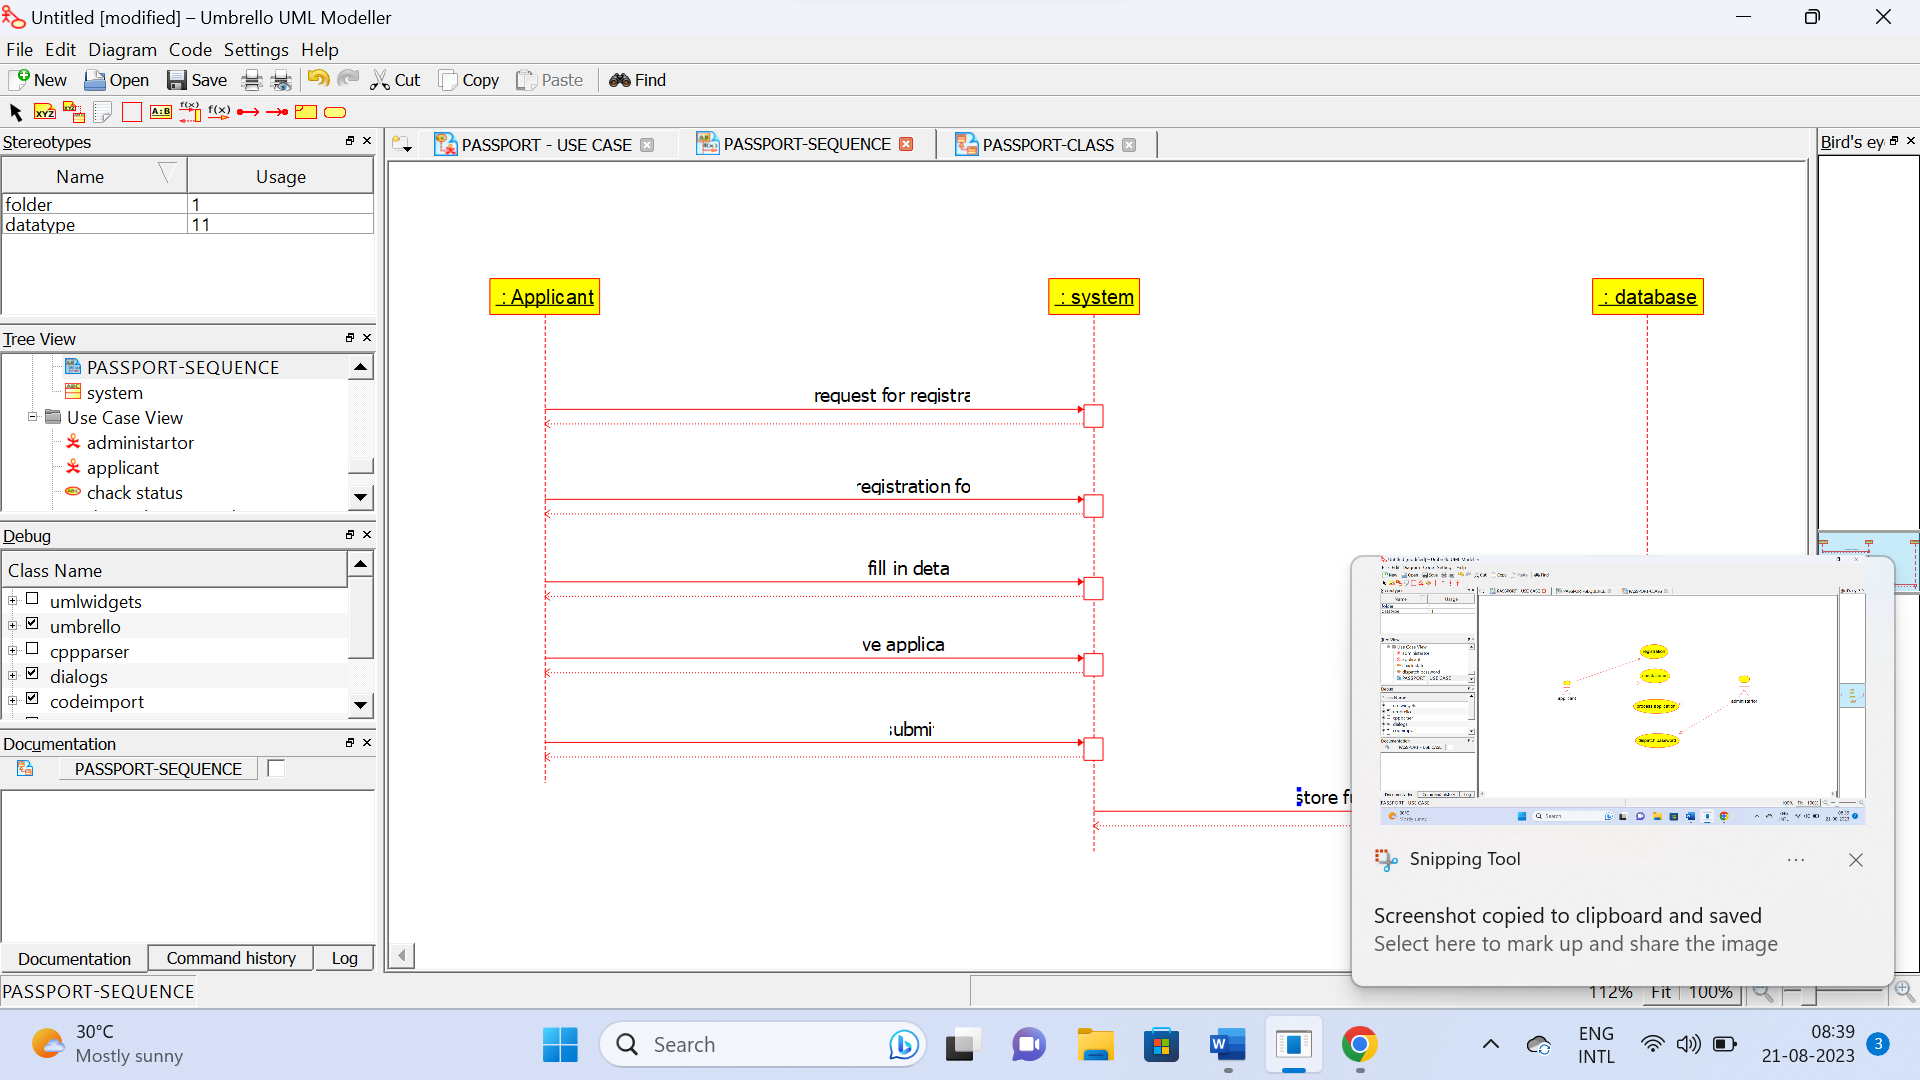 Untitled [modified] – Umbrello UML Modeller
File Edit Diagram Code Settings Help
New Open Save Cut Copy Paste Find
Stereotypes
Name Usage
folder 1
datatype 11
Tree View
PASSPORT-SEQUENCE
system
Use Case View
administartor
applicant
chack status
Debug
Class Name
umlwidgets
umbrello
cppparser
dialogs
codeimport
Documentation
PASSPORT-SEQUENCE
Documentation Command history Log
PASSPORT-SEQUENCE
PASSPORT - USE CASE PASSPORT-SEQUENCE PASSPORT-CLASS
Bird's ey
: Applicant : system : database
request for registra
registration fo
fill in deta
ve applica
submi
store fu
Snipping Tool
Screenshot copied to clipboard and saved
Select here to mark up and share the image
112% Fit 100%
30°C
Mostly sunny
Search
ENG
INTL
08:39
21-08-2023
3